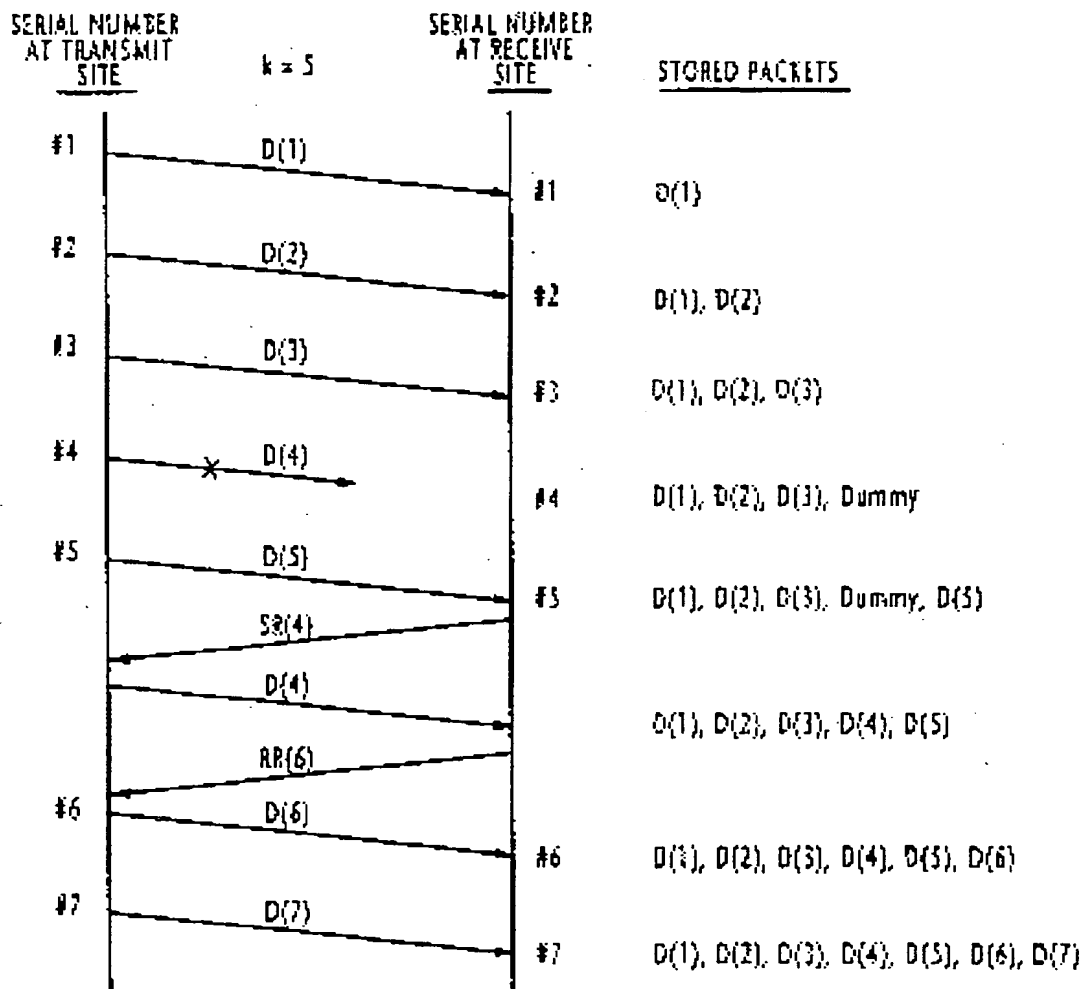 SERIAL NUMBER
AT TRANSMIT
SITE
k = 5
SERIAL NUMBER
AT RECEIVE
SITE
STORED PACKETS
#1
D(1)
#1
D(1)
#2
D(2)
#2
D(1), D(2)
#3
D(3)
#3
D(1), D(2), D(3)
#4
D(4)
#4
D(1), D(2), D(3), Dummy
#5
D(5)
#5
D(1), D(2), D(3), Dummy, D(5)
SR(4)
D(4)
D(1), D(2), D(3), D(4), D(5)
RR(6)
#6
D(6)
#6
D(1), D(2), D(3), D(4), D(5), D(6)
#7
D(7)
#7
D(1), D(2), D(3), D(4), D(5), D(6), D(7)